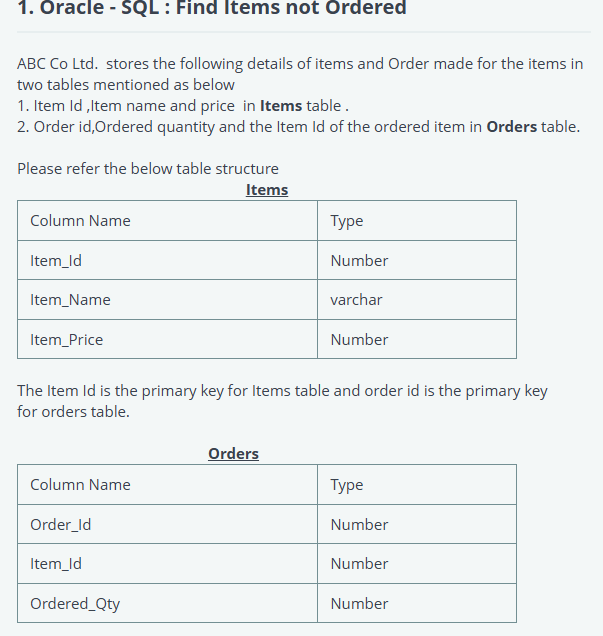 1. Oracle - SQL : Find Items not Ordered
ABC Co Ltd.  stores the following details of items and Order made for the items in
two tables mentioned as below
1. Item Id ,Item name and price  in Items table .
2. Order id,Ordered quantity and the Item Id of the ordered item in Orders table.
Please refer the below table structure
Items
Column Name Type
Item_Id Number
Item_Name varchar
Item_Price Number
The Item Id is the primary key for Items table and order id is the primary key
for orders table.
Orders
Column Name Type
Order_Id Number
Item_Id Number
Ordered_Qty Number